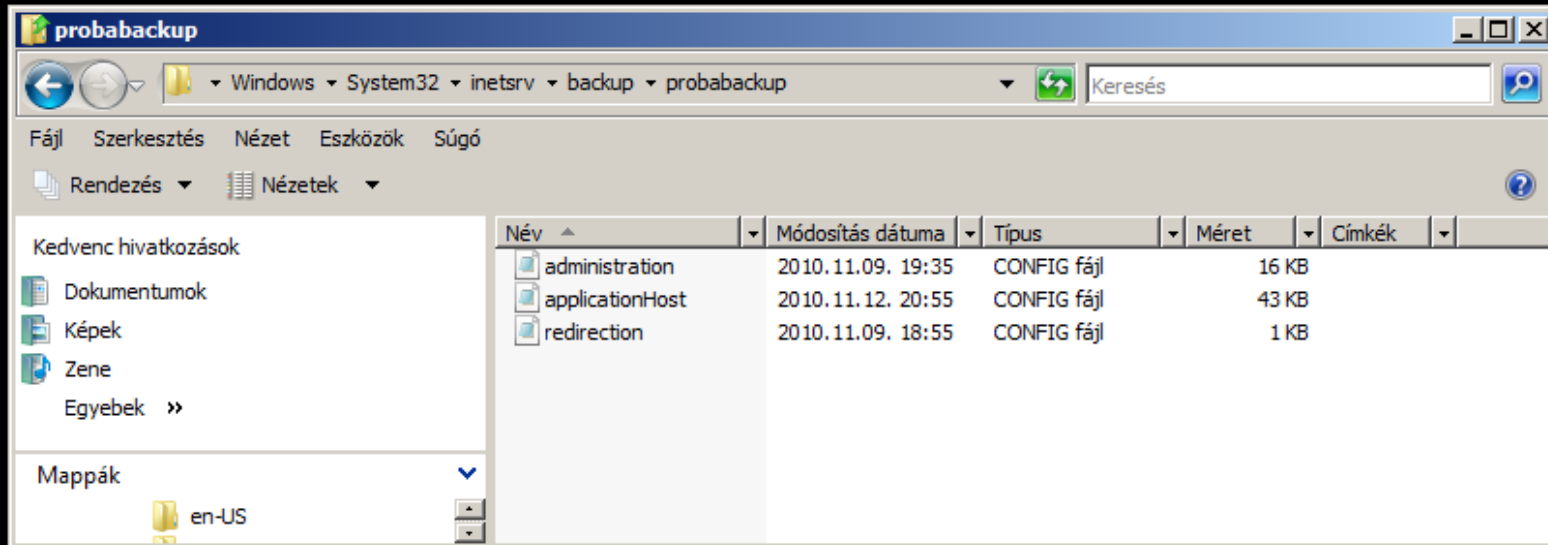 probabackup
Windows System32 inetsrv backup probabackup Keresés
Fájl Szerkesztés Nézet Eszközök Súgó
Rendezés Nézetek
Kedvenc hivatkozások
Dokumentumok
Képek
Zene
Egyebek »
Mappák
en-US
Név Módosítás dátuma Típus Méret Címkék
administration 2010.11.09. 19:35 CONFIG fájl 16 KB
applicationHost 2010.11.12. 20:55 CONFIG fájl 43 KB
redirection 2010.11.09. 18:55 CONFIG fájl 1 KB